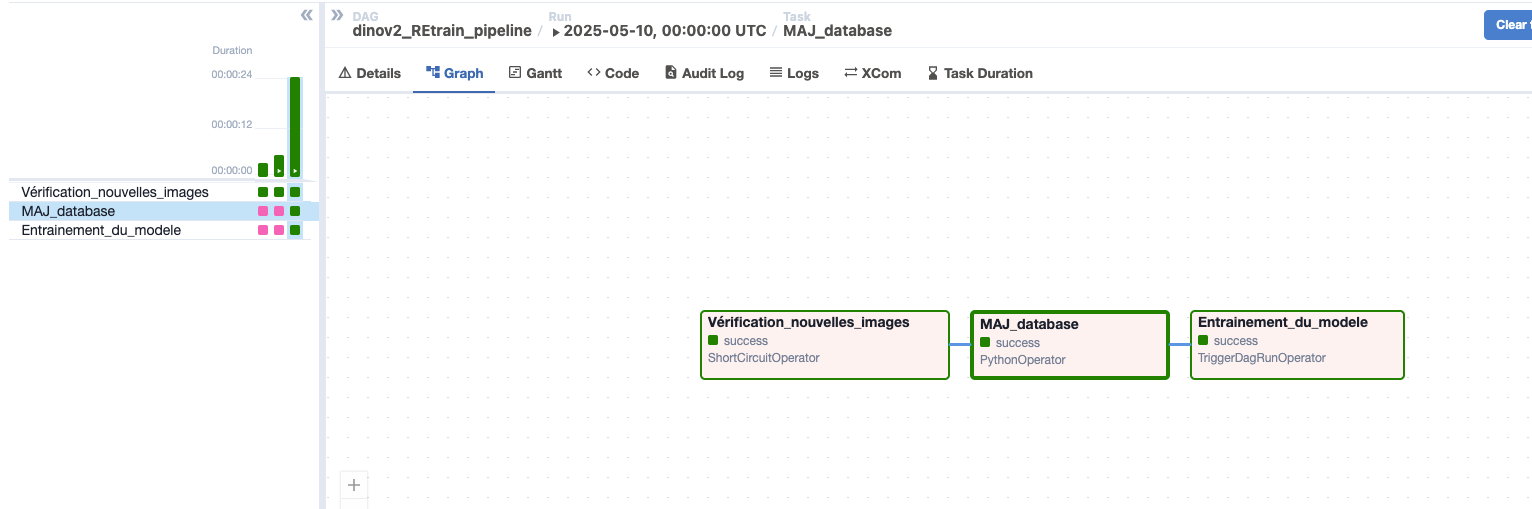 DAG
dinov2_REtrain_pipeline /
Run
2025-05-10, 00:00:00 UTC /
Task
MAJ_database
Clear
Details
Graph
Gantt
Code
Audit Log
Logs
XCom
Task Duration
Duration
00:00:24
00:00:12
00:00:00
Vérification_nouvelles_images
MAJ_database
Entrainement_du_modele
Vérification_nouvelles_images
success
ShortCircuitOperator
MAJ_database
success
PythonOperator
Entrainement_du_modele
success
TriggerDagRunOperator